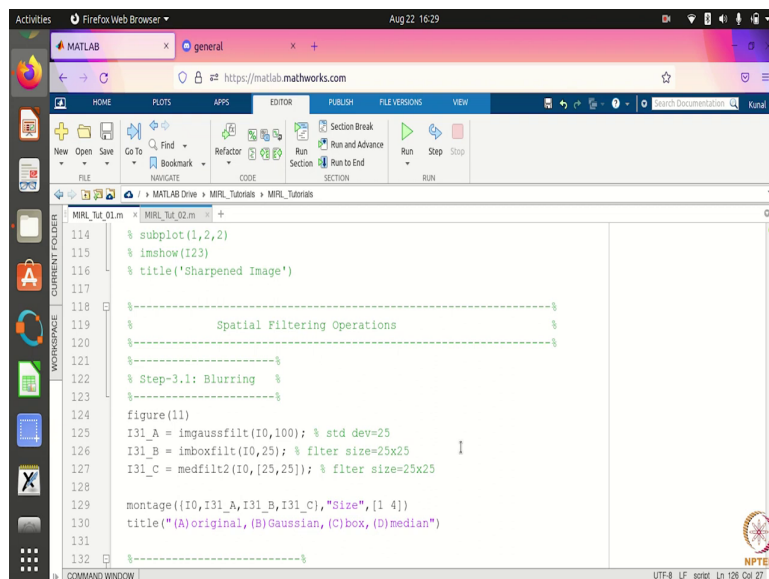 Activities Firefox Web Browser Aug 22 16:29
MATLAB × general × +
https://matlab.mathworks.com
HOME PLOTS APPS EDITOR PUBLISH FILE VERSIONS VIEW Search Documentation Kunal
New Open Save Go To Find Bookmark Refactor Run Section Section Break Run and Advance Run to End Run Step Stop
FILE NAVIGATE CODE SECTION RUN
MATLAB Drive MIRL_Tutorials MIRL_Tutorials
MIRL_Tut_01.m × MIRL_Tut_02.m × +
CURRENT FOLDER
WORKSPACE
114 % subplot(1,2,2)
115 % imshow(I23)
116 % title('Sharpened Image')
117
118 %----------------------------------------------------------------%
119 % Spatial Filtering Operations %
120 %----------------------------------------------------------------%
121 %----------------------%
122 % Step-3.1: Blurring %
123 %----------------------%
124 figure(11)
125 I31_A = imgaussfilt(I0,100); % std dev=25
126 I31_B = imboxfilt(I0,25); % flter size=25x25
127 I31_C = medfilt2(I0,[25,25]); % flter size=25x25
128
129 montage({I0,I31_A,I31_B,I31_C},"Size",[1 4])
130 title("(A)original,(B)Gaussian,(C)box,(D)median")
131
132 %--------------------------%
NPTEL
COMMAND WINDOW UTF-8 LF script Ln 126 Col 27